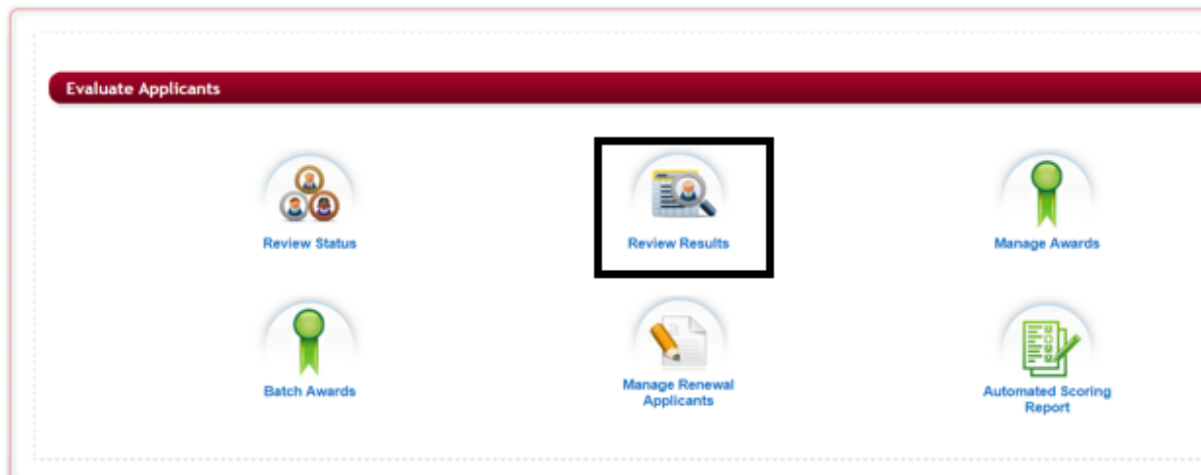 Evaluate Applicants
Review Status
Review Results
Manage Awards
Batch Awards
Manage Renewal
Applicants
Automated Scoring
Report